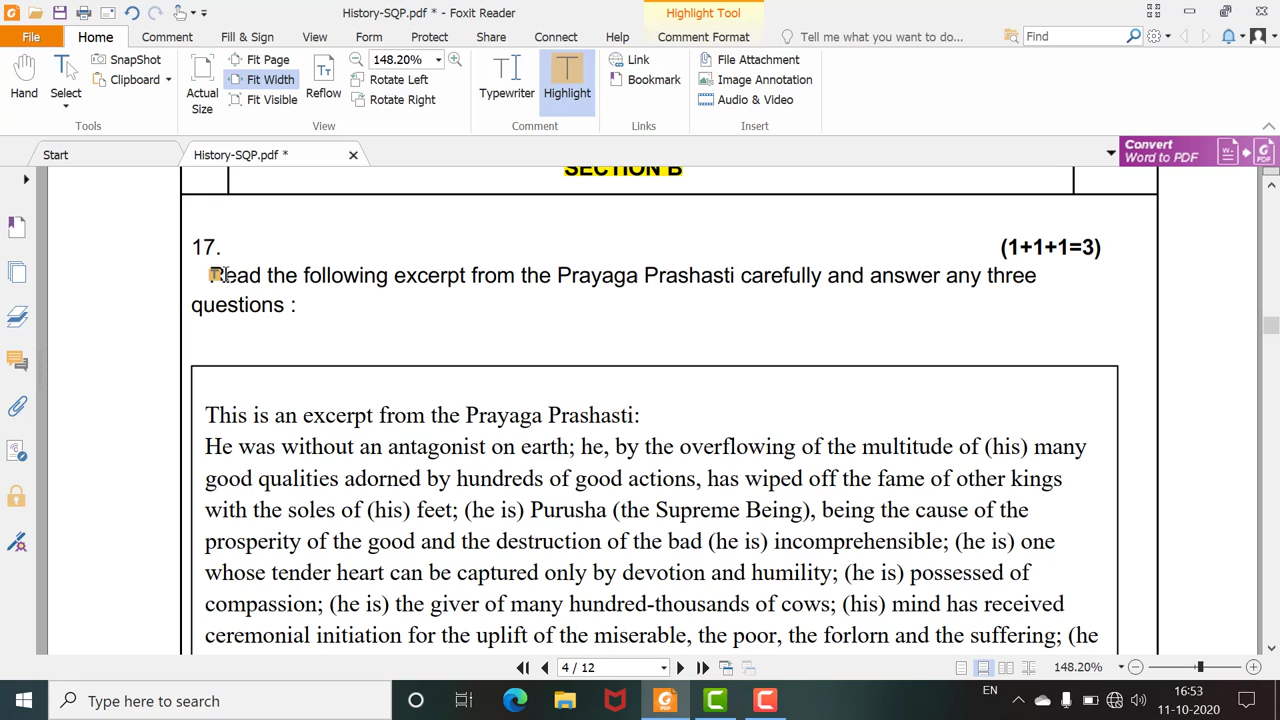 History-SQP.pdf * - Foxit Reader
Highlight Tool
File
Home
Comment
Fill & Sign
View
Form
Protect
Share
Connect
Help
Comment Format
Tell me what you want to do...
Find
Hand
Select
SnapShot
Clipboard
Tools
Actual Size
Fit Page
Fit Width
Fit Visible
Reflow
148.20%
Rotate Left
Rotate Right
View
Typewriter
Highlight
Comment
Link
Bookmark
Links
File Attachment
Image Annotation
Audio & Video
Insert
Start
History-SQP.pdf *
Convert
Word to PDF
SECTION B
17.
(1+1+1=3)
Read the following excerpt from the Prayaga Prashasti carefully and answer any three
questions :
This is an excerpt from the Prayaga Prashasti:
He was without an antagonist on earth; he, by the overflowing of the multitude of (his) many
good qualities adorned by hundreds of good actions, has wiped off the fame of other kings
with the soles of (his) feet; (he is) Purusha (the Supreme Being), being the cause of the
prosperity of the good and the destruction of the bad (he is) incomprehensible; (he is) one
whose tender heart can be captured only by devotion and humility; (he is) possessed of
compassion; (he is) the giver of many hundred-thousands of cows; (his) mind has received
ceremonial initiation for the uplift of the miserable, the poor, the forlorn and the suffering; (he
4 / 12
148.20%
Type here to search
EN
16:53
11-10-2020